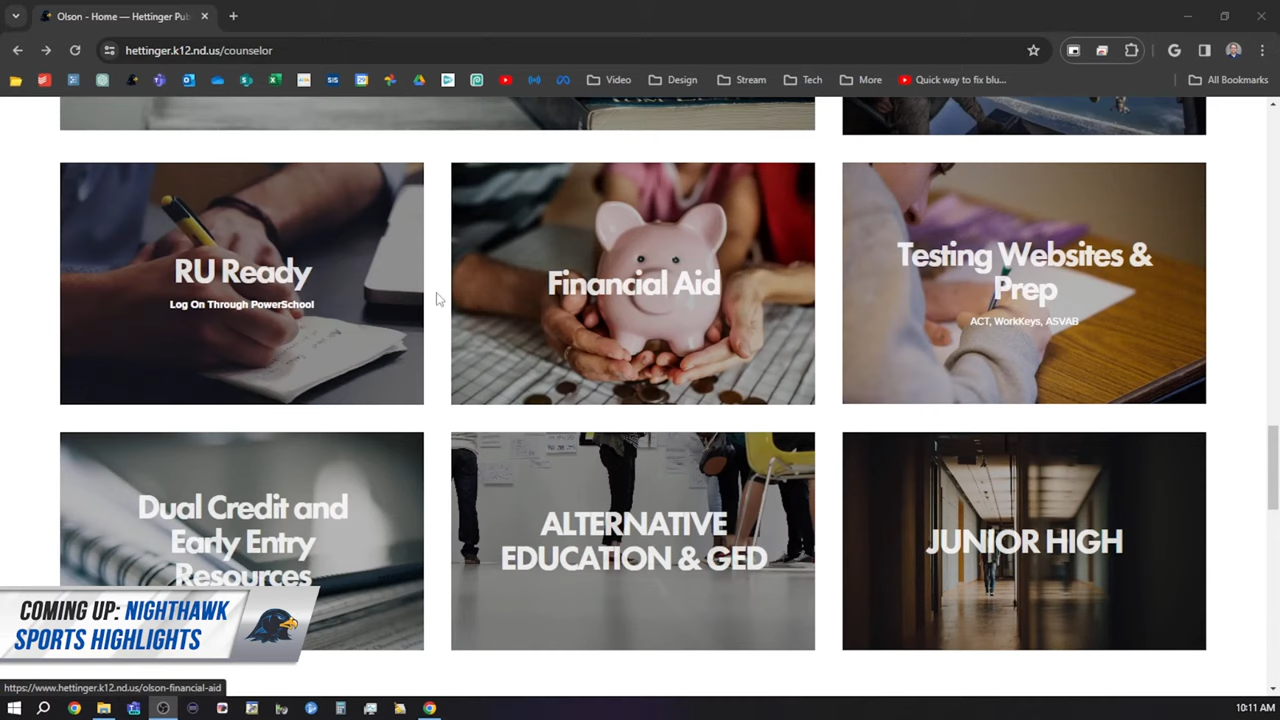 Olson - Home — Hettinger Pu
hettinger.k12.nd.us/counselor
SIS
Video
Design
Stream
Tech
More
Quick way to fix blu...
All Bookmarks
RU Ready
Log On Through PowerSchool
Financial Aid
Testing Websites &
Prep
ACT, WorkKeys, ASVAB
Dual Credit and
Early Entry
Resources
ALTERNATIVE
EDUCATION & GED
JUNIOR HIGH
COMING UP: NIGHTHAWK
SPORTS HIGHLIGHTS
https://www.hettinger.k12.nd.us/olson-financial-aid
10:11 AM